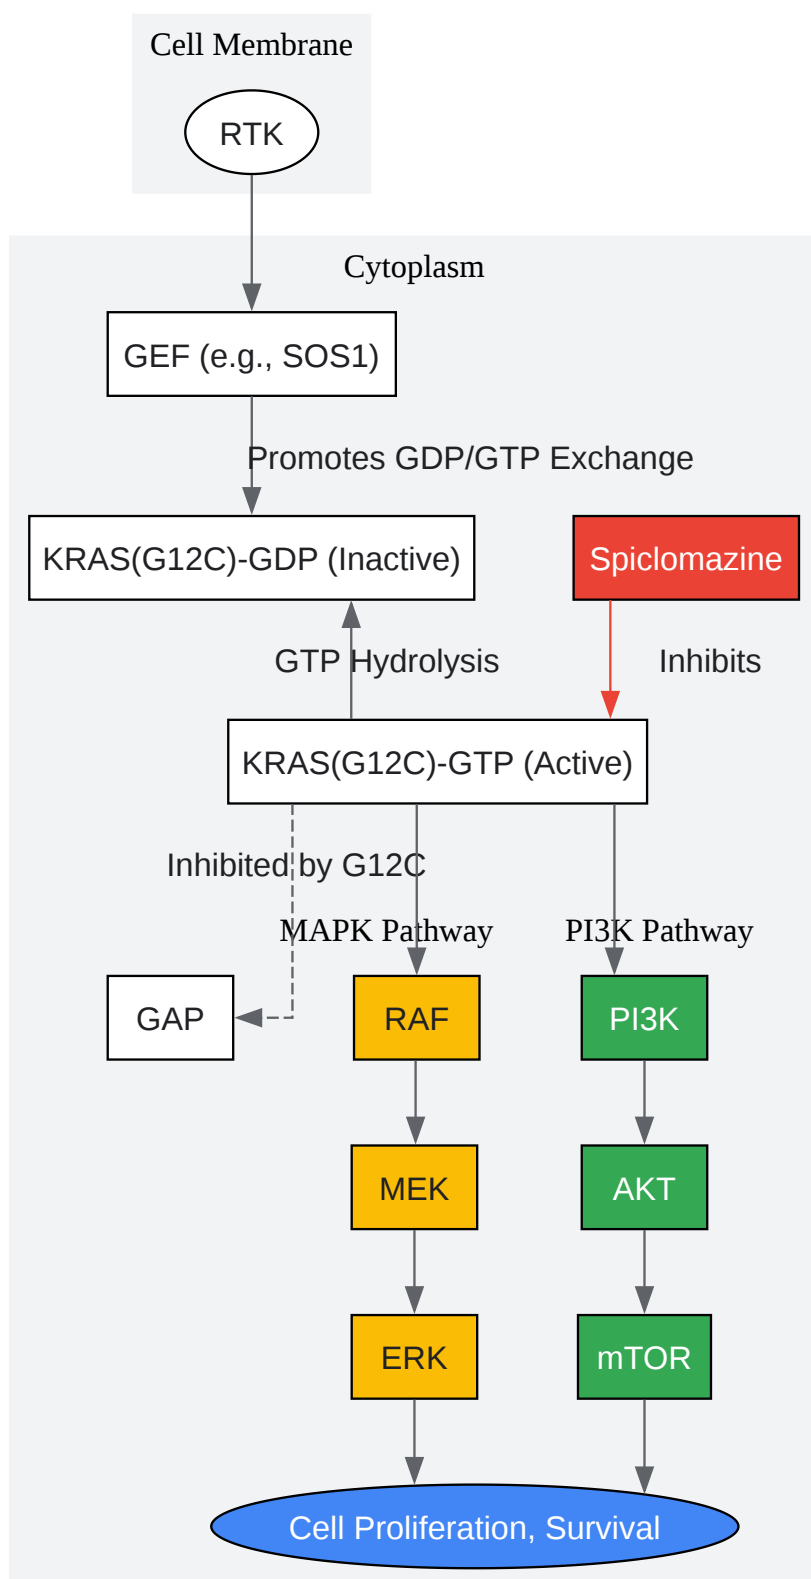 Cell Membrane
RTK
Cytoplasm
GEF (e.g., SOS1)
Promotes GDP/GTP Exchange
KRAS(G12C)-GDP (Inactive)
Spiclomazine
GTP Hydrolysis
Inhibits
KRAS(G12C)-GTP (Active)
Inhibited by G12C
MAPK Pathway
PI3K Pathway
GAP
RAF
PI3K
MEK
AKT
ERK
mTOR
Cell Proliferation, Survival